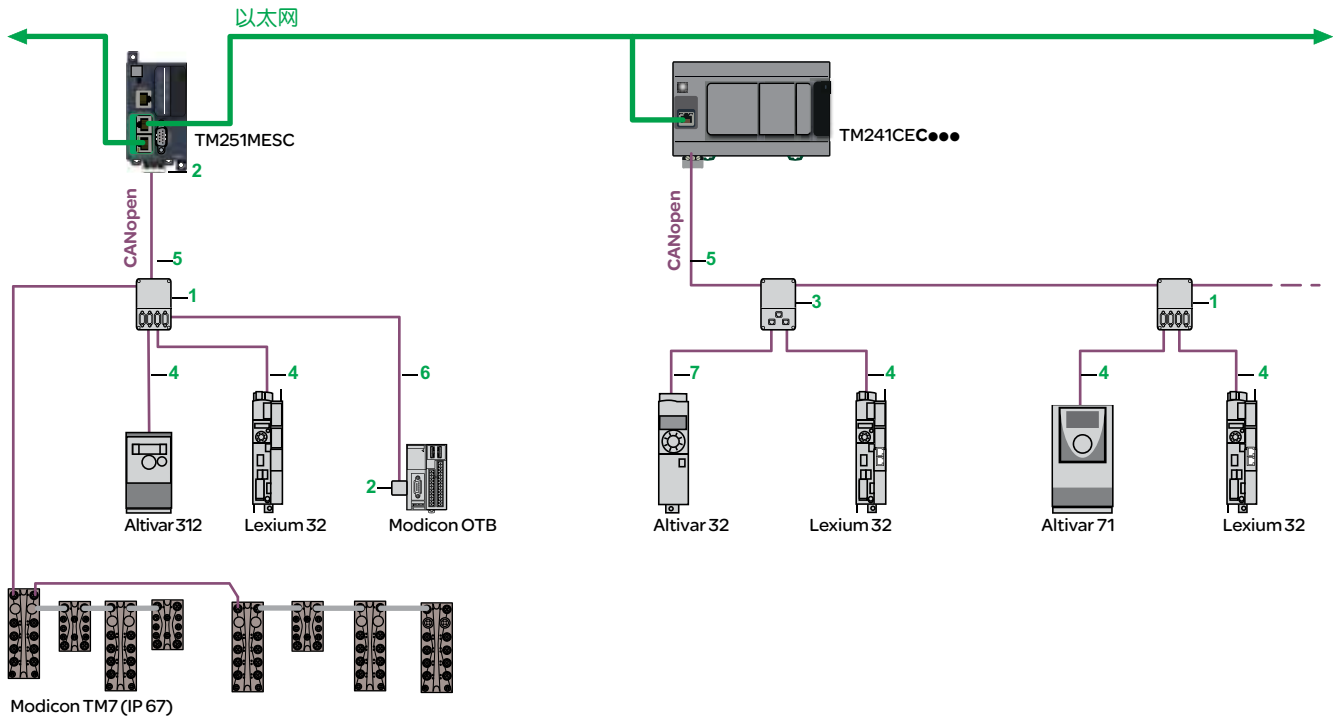 以太网
TM251MESC
TM241CEC●●●
2
CANopen
CANopen
5
5
1
3
1
4
4
6
7
4
4
4
2
Altivar 312
Lexium 32
Modicon OTB
Altivar 32
Lexium 32
Altivar 71
Lexium 32
Modicon TM7 (IP 67)